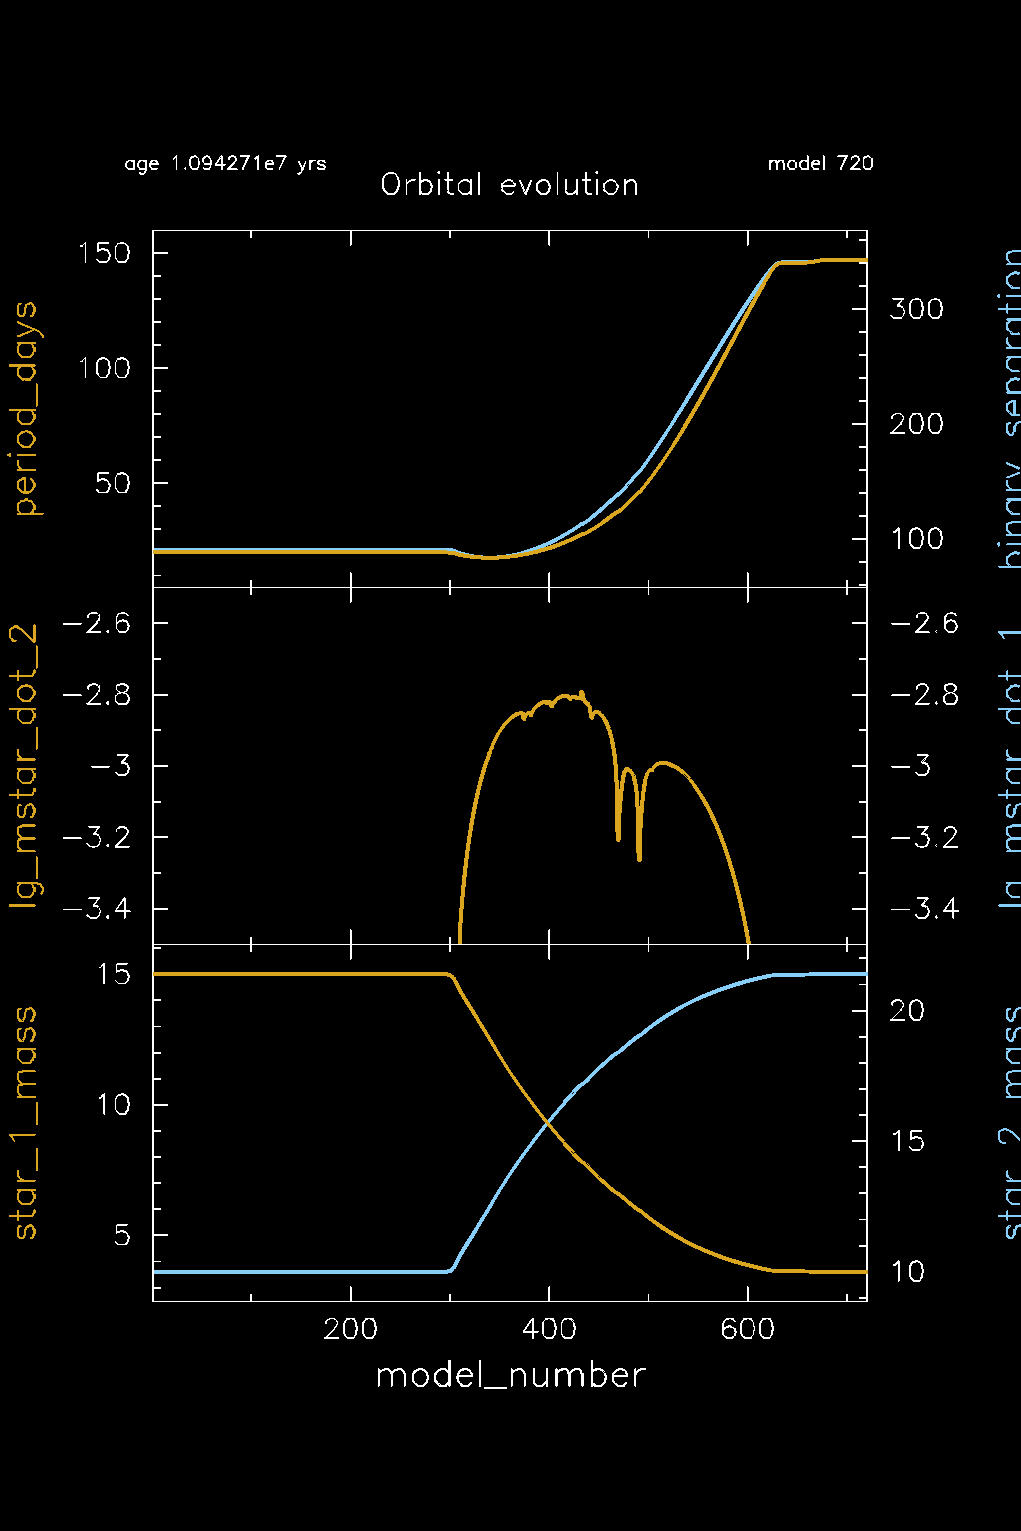 age 1.094271e7 yrs
model 720
Orbital evolution
period_days
150
100
50
300
200
100
binary separation
lg_mstar_dot_2
−2.6
−2.8
−3
−3.2
−3.4
−2.6
−2.8
−3
−3.2
−3.4
lg_mstar_dot_1
star_1_mass
15
10
5
20
15
10
star_2_mass
200
400
600
model_number